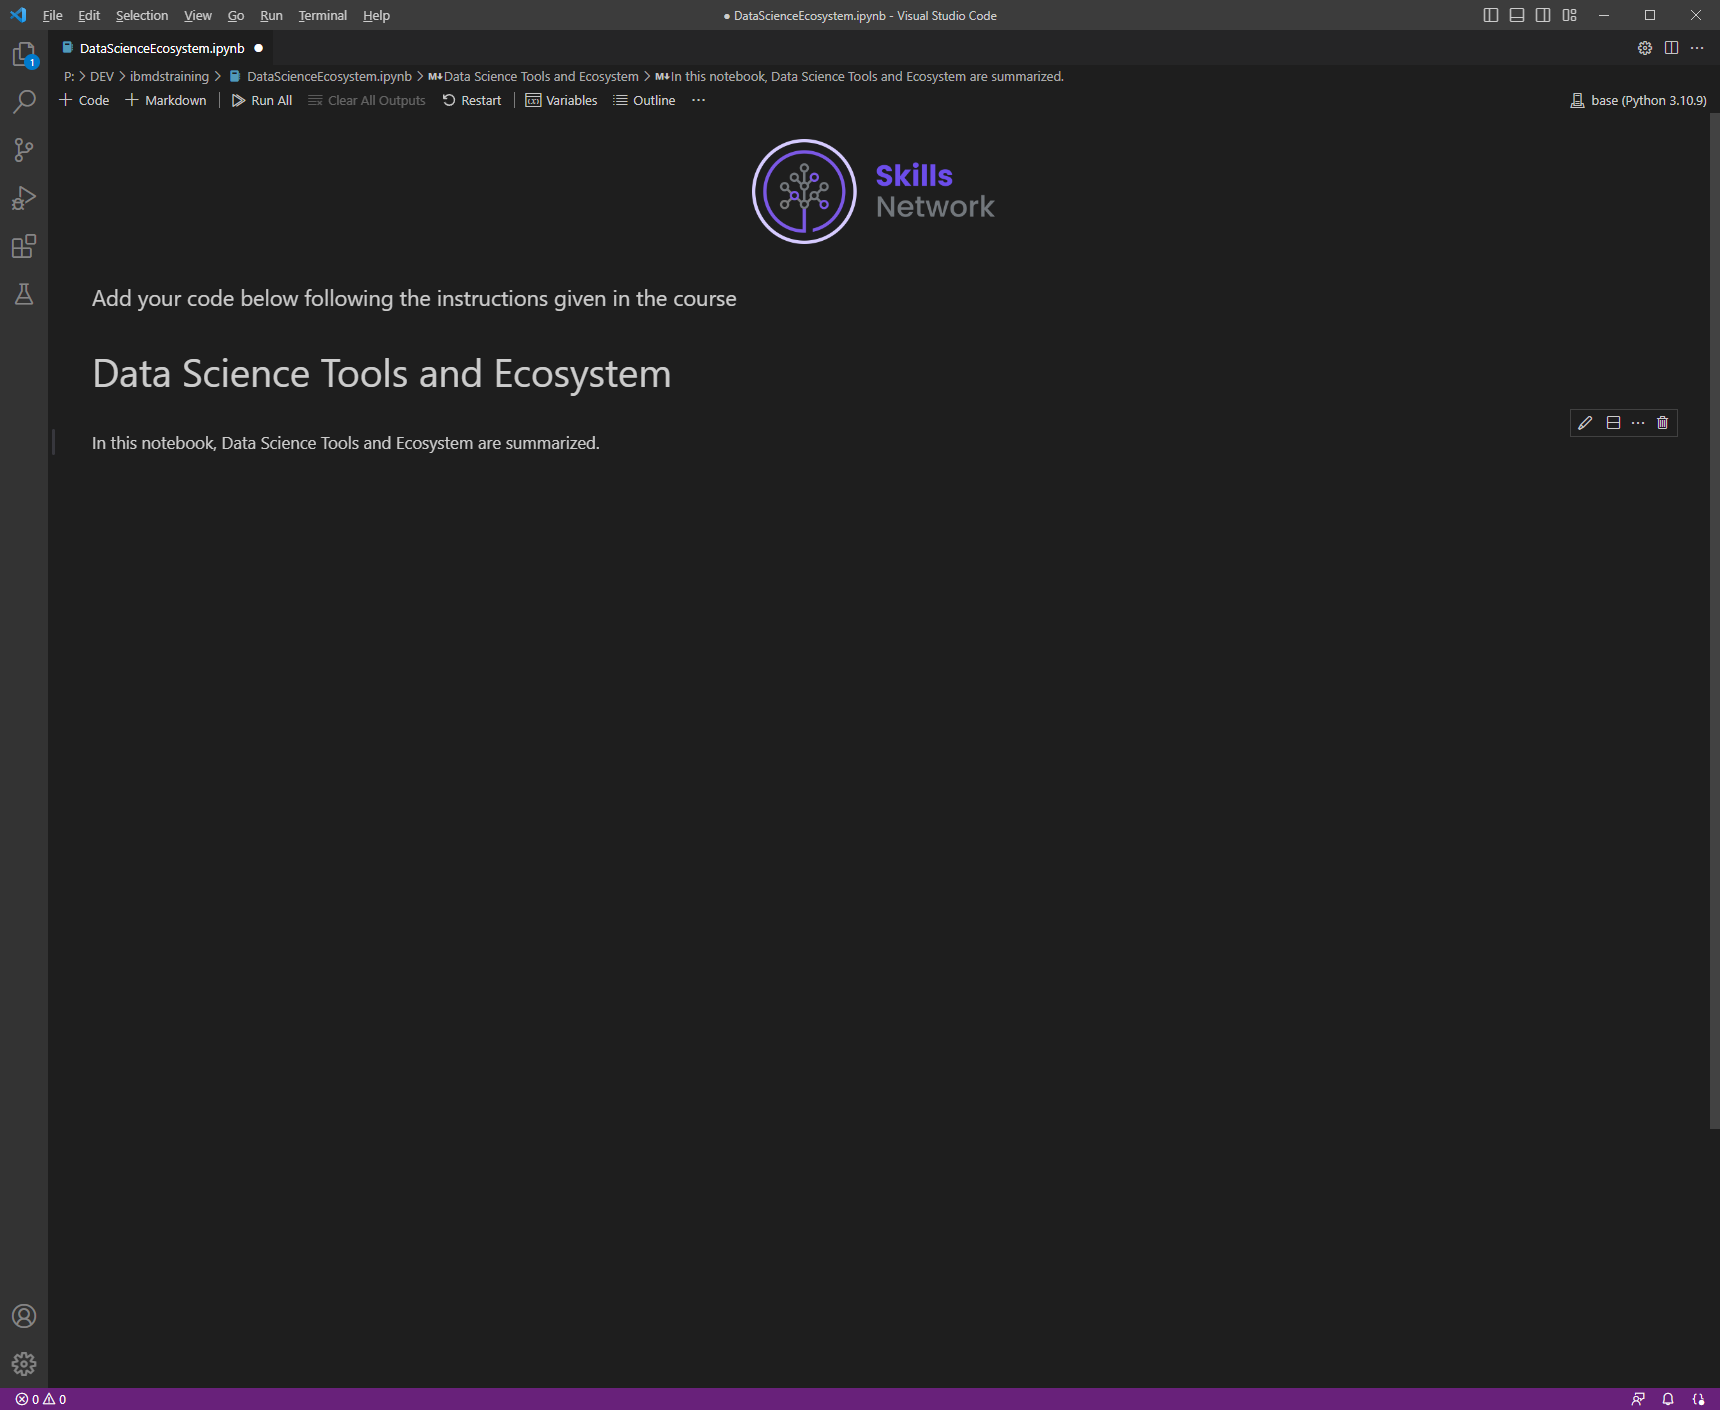 File Edit Selection View Go Run Terminal Help
● DataScienceEcosystem.ipynb - Visual Studio Code
DataScienceEcosystem.ipynb
1
P: > DEV > ibmdstraining > DataScienceEcosystem.ipynb > M↓Data Science Tools and Ecosystem > M↓In this notebook, Data Science Tools and Ecosystem are summarized.
+ Code + Markdown | Run All Clear All Outputs Restart | Variables Outline ···
base (Python 3.10.9)
Skills
Network
Add your code below following the instructions given in the course
Data Science Tools and Ecosystem
In this notebook, Data Science Tools and Ecosystem are summarized.
0 0